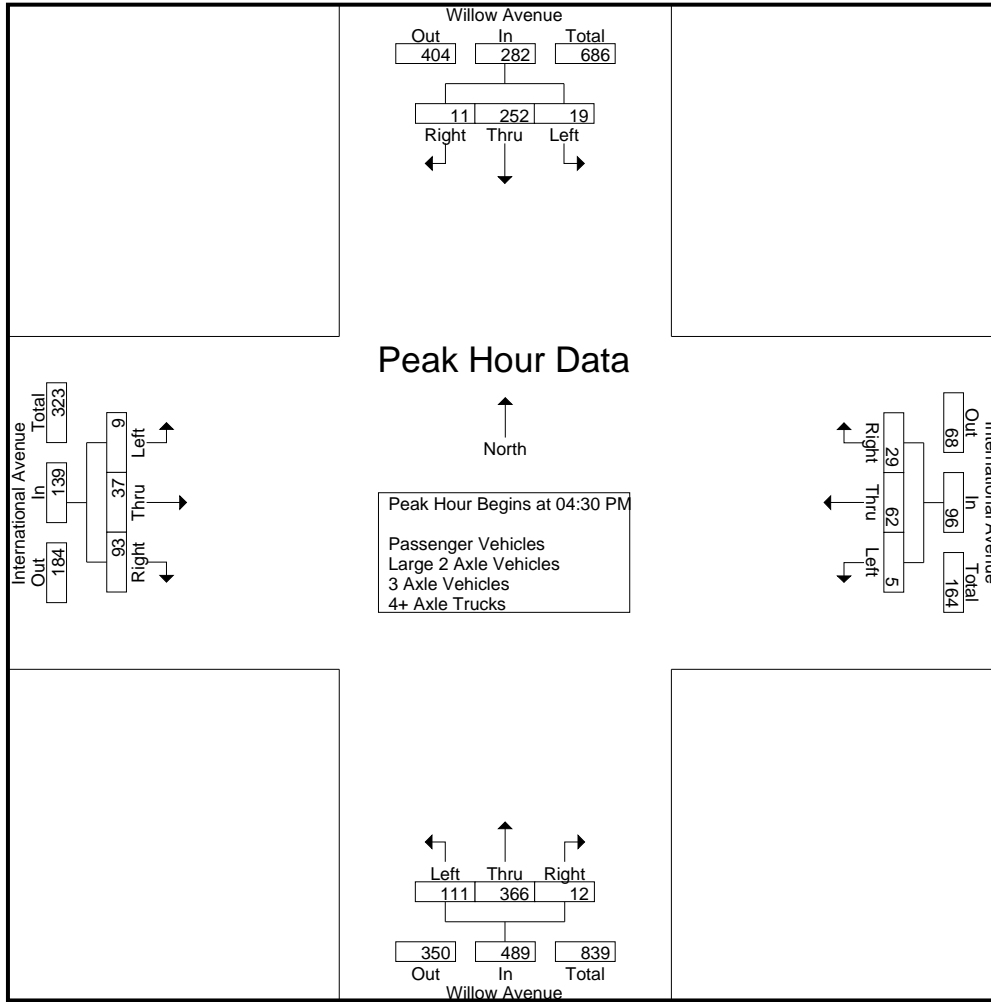 Willow Avenue
Out In Total
404 282 686
11 252 19
Right Thru Left
Peak Hour Data
North
Peak Hour Begins at 04:30 PM
Passenger Vehicles
Large 2 Axle Vehicles
3 Axle Vehicles
4+ Axle Trucks
International Avenue
Out In Total
184 139 323
9 37 93
Left Thru Right
International Avenue
Out In Total
68 96 164
29 62 5
Right Thru Left
Left Thru Right
111 366 12
350 489 839
Out In Total
Willow Avenue